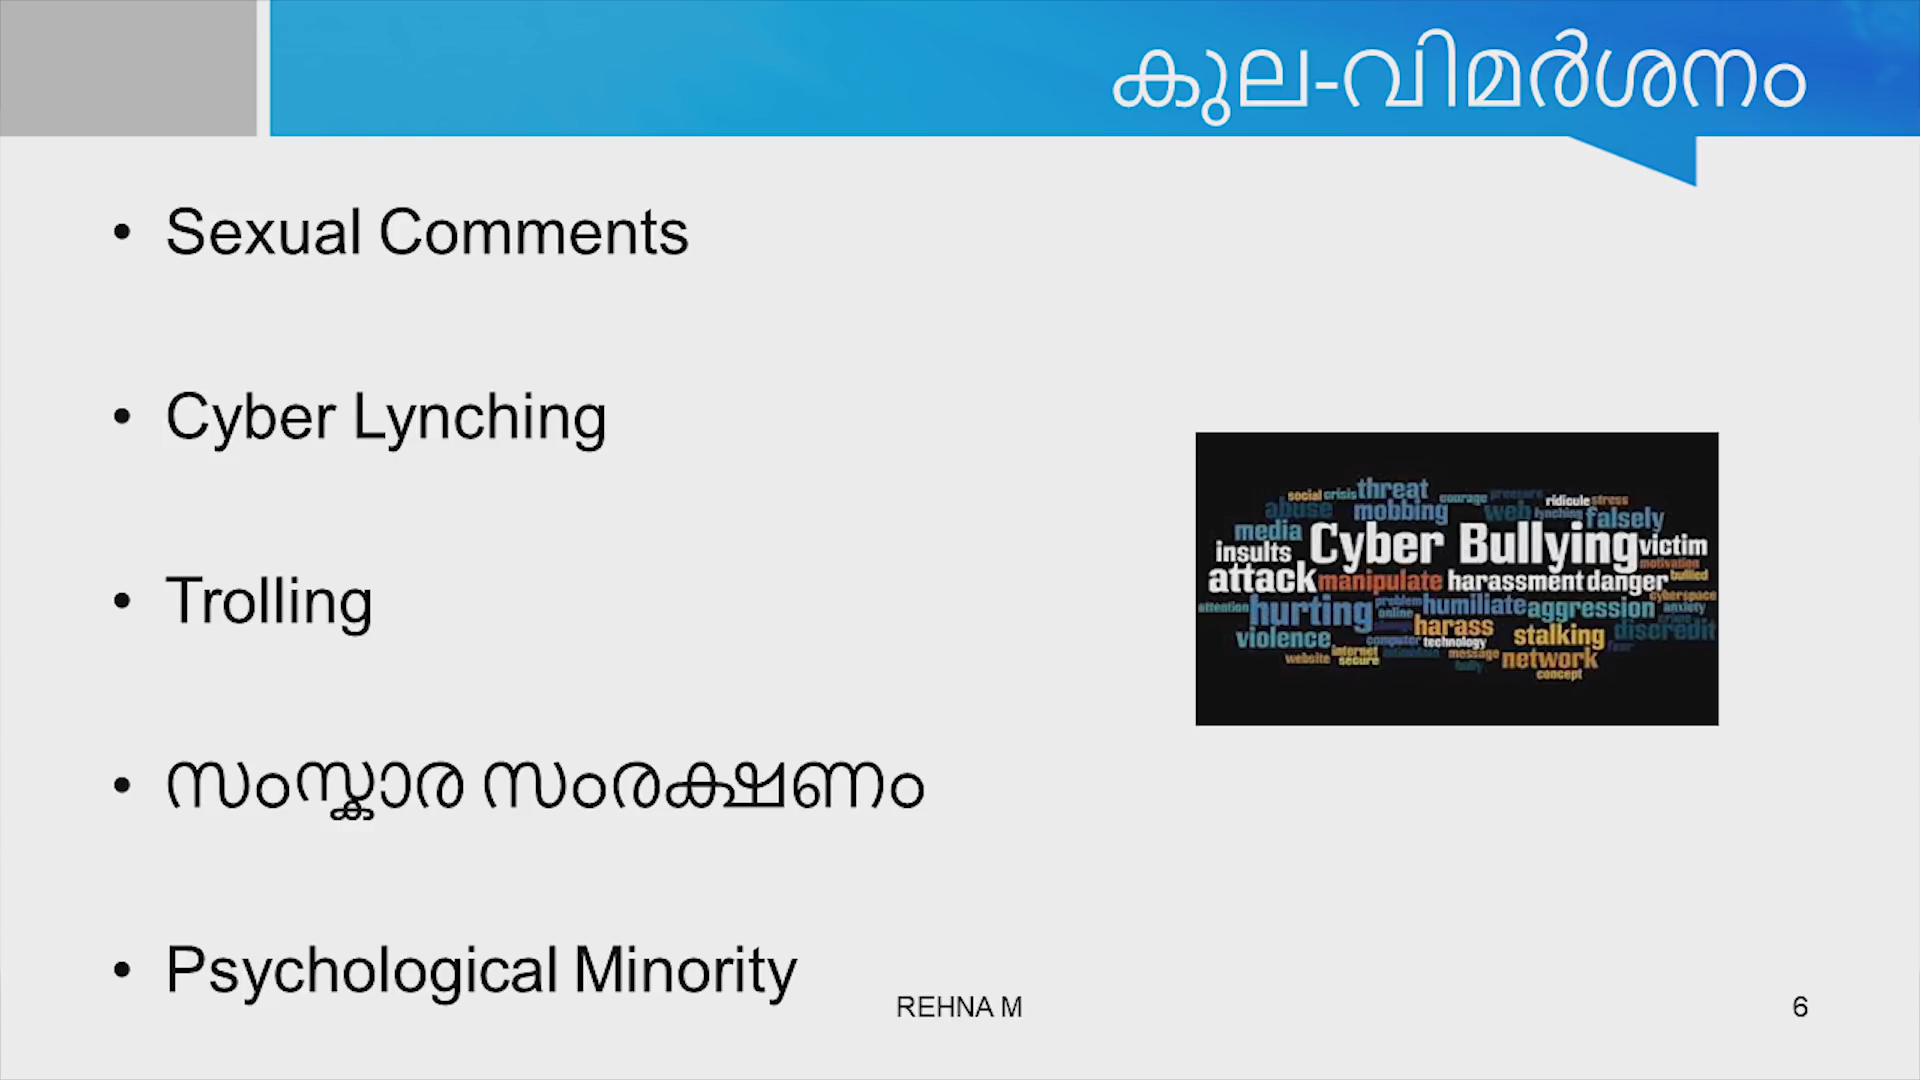 കുല-വിമർശനം
• Sexual Comments
• Cyber Lynching
• Trolling
• സംസ്കാര സംരക്ഷണം
• Psychological Minority
social crisis threat courage pressure ridicule stress
abuse mobbing web lynching falsely
media
insults Cyber Bullying victim
motivation
attack manipulate harassment danger bullied
attention hurting problem online humiliate aggression cyberspace anxiety
violence computer harass technology stalking discredit
website internet secure message network
concept
REHNA M
6